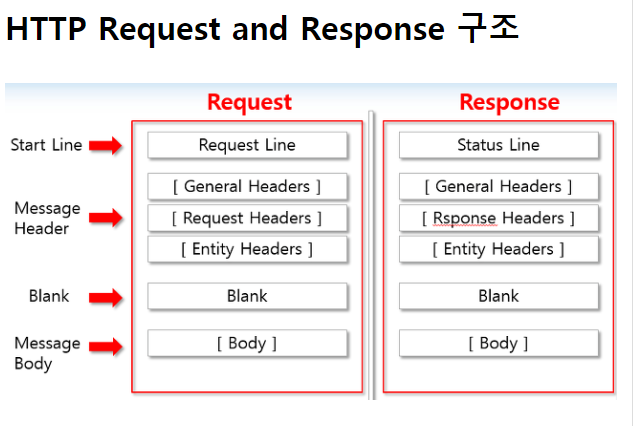 HTTP Request and Response 구조
Request
Response
Start Line
Request Line
Status Line
Message
Header
[ General Headers ]
[ General Headers ]
[ Request Headers ]
[ Rsponse Headers ]
[ Entity Headers ]
[ Entity Headers ]
Blank
Blank
Blank
Message
Body
[ Body ]
[ Body ]